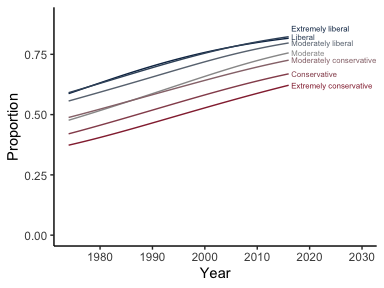 Extremely liberal
Liberal
Moderately liberal
Moderate
Moderately conservative
Conservative
Extremely conservative
0.75
0.50
0.25
0.00
Proportion
1980 1990 2000 2010 2020 2030
Year